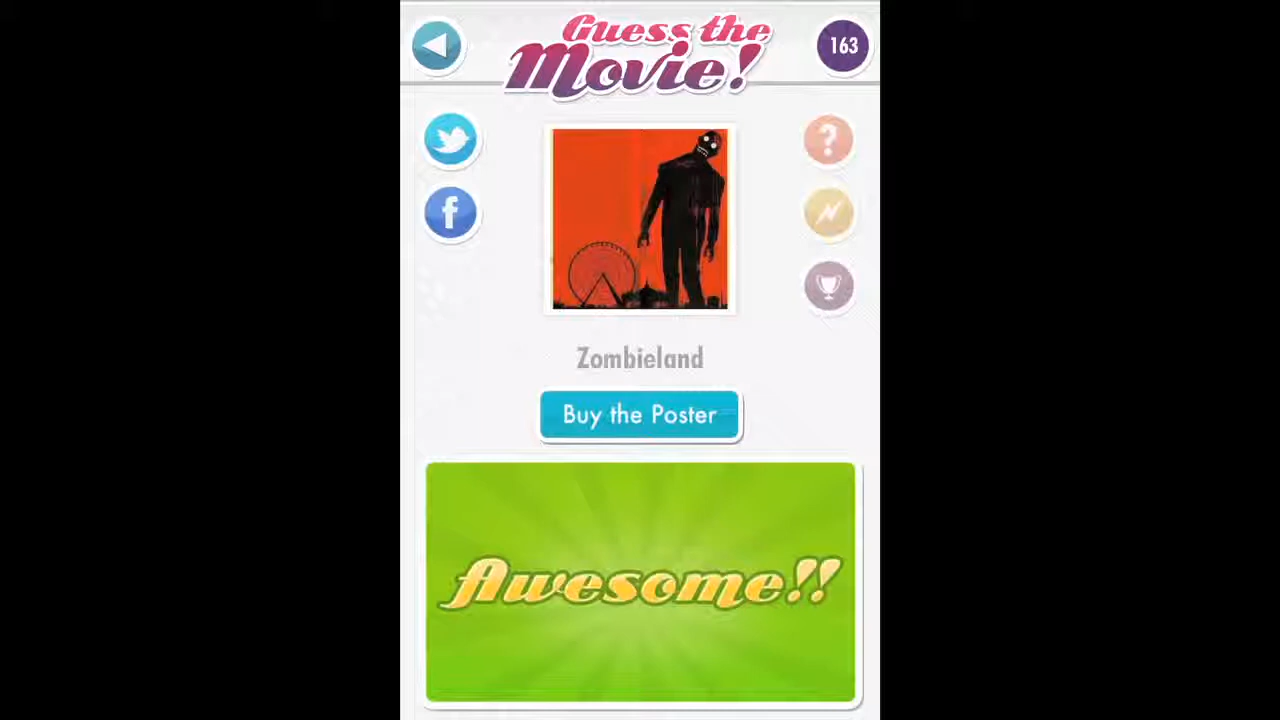 Guess the
Movie!
163
Zombieland
Buy the Poster
Awesome!!